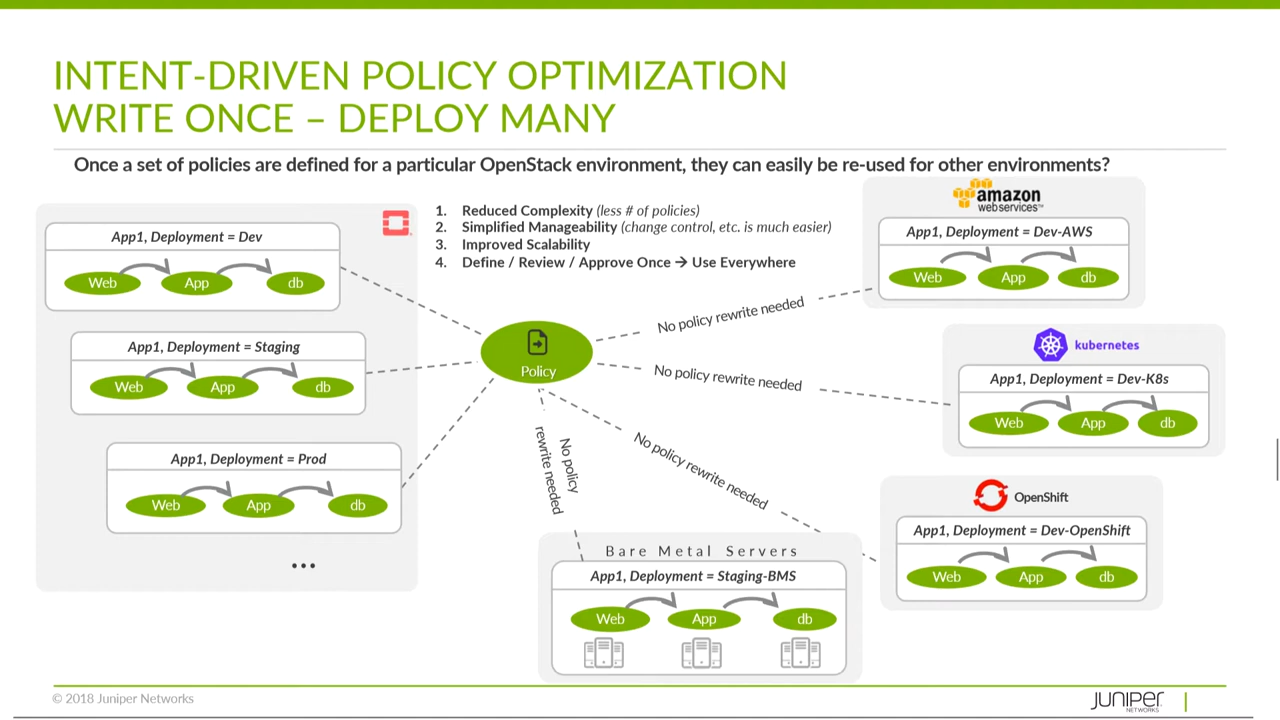 INTENT-DRIVEN POLICY OPTIMIZATION
WRITE ONCE – DEPLOY MANY
Once a set of policies are defined for a particular OpenStack environment, they can easily be re-used for other environments?
1. Reduced Complexity (less # of policies)
2. Simplified Manageability (change control, etc. is much easier)
3. Improved Scalability
4. Define / Review / Approve Once → Use Everywhere
App1, Deployment = Dev
Web App db
App1, Deployment = Staging
Web App db
App1, Deployment = Prod
Web App db
...
Policy
No policy rewrite needed
No policy rewrite needed
No policy rewrite needed
No policy
rewrite needed
amazon
webservices™
App1, Deployment = Dev-AWS
Web App db
kubernetes
App1, Deployment = Dev-K8s
Web App db
OpenShift
App1, Deployment = Dev-OpenShift
Web App db
Bare Metal Servers
App1, Deployment = Staging-BMS
Web App db
© 2018 Juniper Networks
JUNIPER
NETWORKS